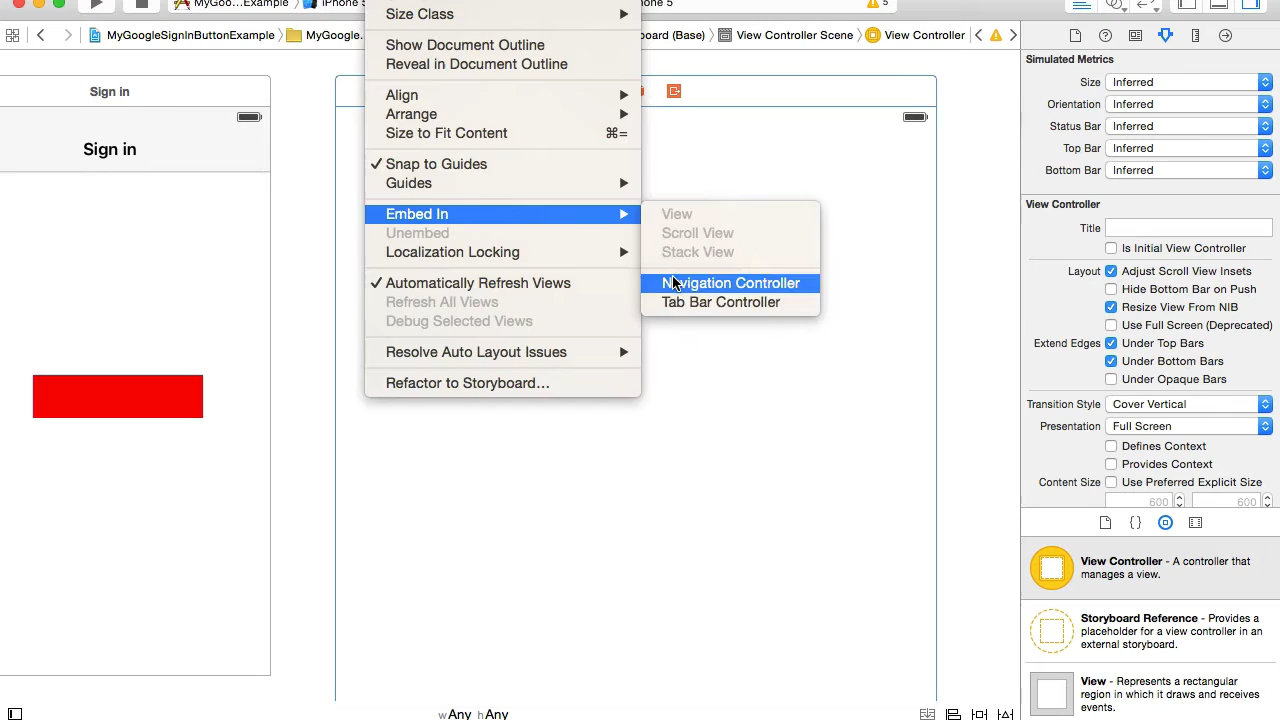 MyGoo...Example
5
Size Class
MyGoogleSignInButtonExample
MyGoogle...
board (Base)
View Controller Scene
View Controller
Show Document Outline
Reveal in Document Outline
Sign in
Sign in
Align
Arrange
Size to Fit Content ⌘=
Snap to Guides
Guides
Embed In
Unembed
Localization Locking
Automatically Refresh Views
Refresh All Views
Debug Selected Views
Resolve Auto Layout Issues
Refactor to Storyboard...
View
Scroll View
Stack View
Navigation Controller
Tab Bar Controller
wAny hAny
Simulated Metrics
Size Inferred
Orientation Inferred
Status Bar Inferred
Top Bar Inferred
Bottom Bar Inferred
View Controller
Title
Is Initial View Controller
Layout Adjust Scroll View Insets
Hide Bottom Bar on Push
Resize View From NIB
Use Full Screen (Deprecated)
Extend Edges Under Top Bars
Under Bottom Bars
Under Opaque Bars
Transition Style Cover Vertical
Presentation Full Screen
Defines Context
Provides Context
Content Size Use Preferred Explicit Size
600 600
View Controller - A controller that
manages a view.
Storyboard Reference - Provides a
placeholder for a view controller in an
external storyboard.
View - Represents a rectangular
region in which it draws and receives
events.